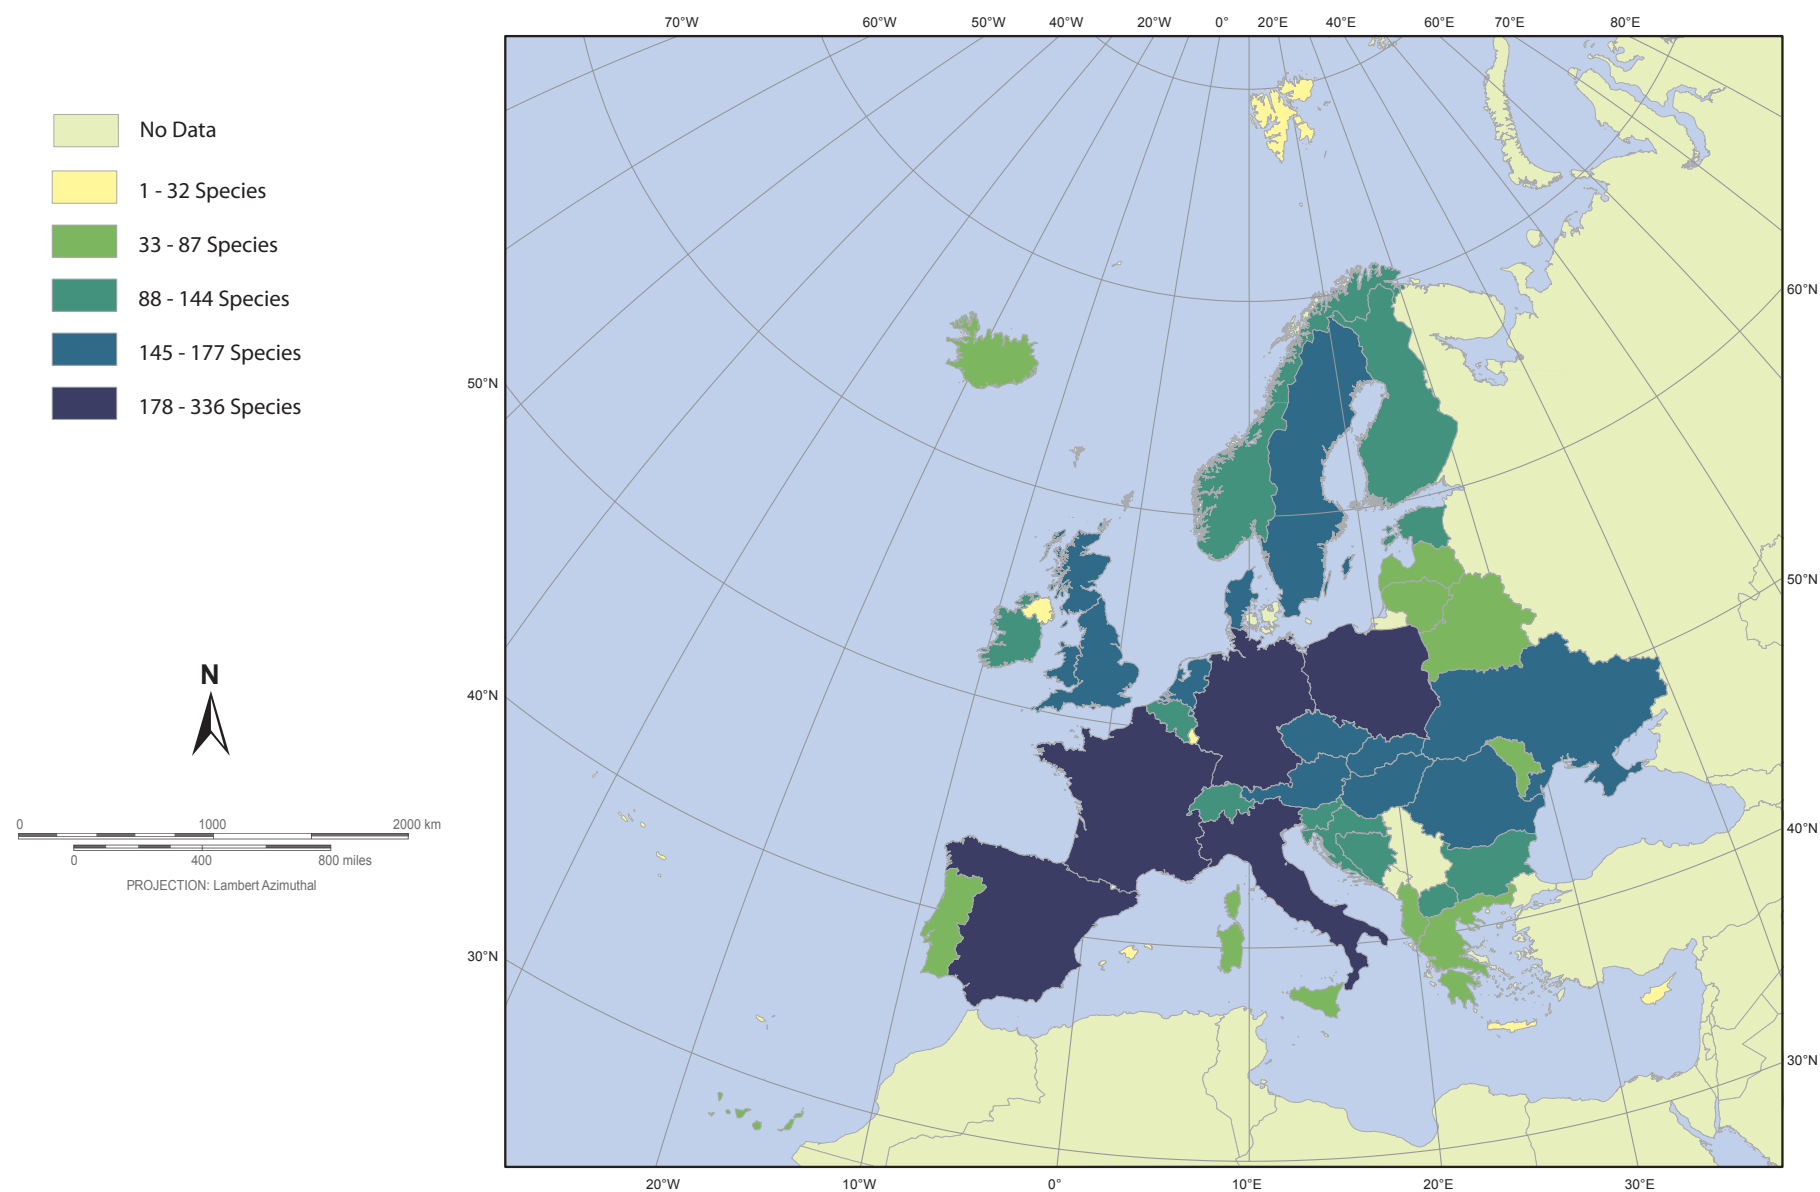 70°W 60°W 50°W 40°W 20°W 0° 20°E 40°E 60°E 70°E 80°E
No Data
1 - 32 Species
33 - 87 Species
88 - 144 Species
145 - 177 Species
178 - 336 Species
N
0 1000 2000 km
0 400 800 miles
PROJECTION: Lambert Azimuthal
50°N
40°N
30°N
60°N
50°N
40°N
30°N
20°W 10°W 0° 10°E 20°E 30°E